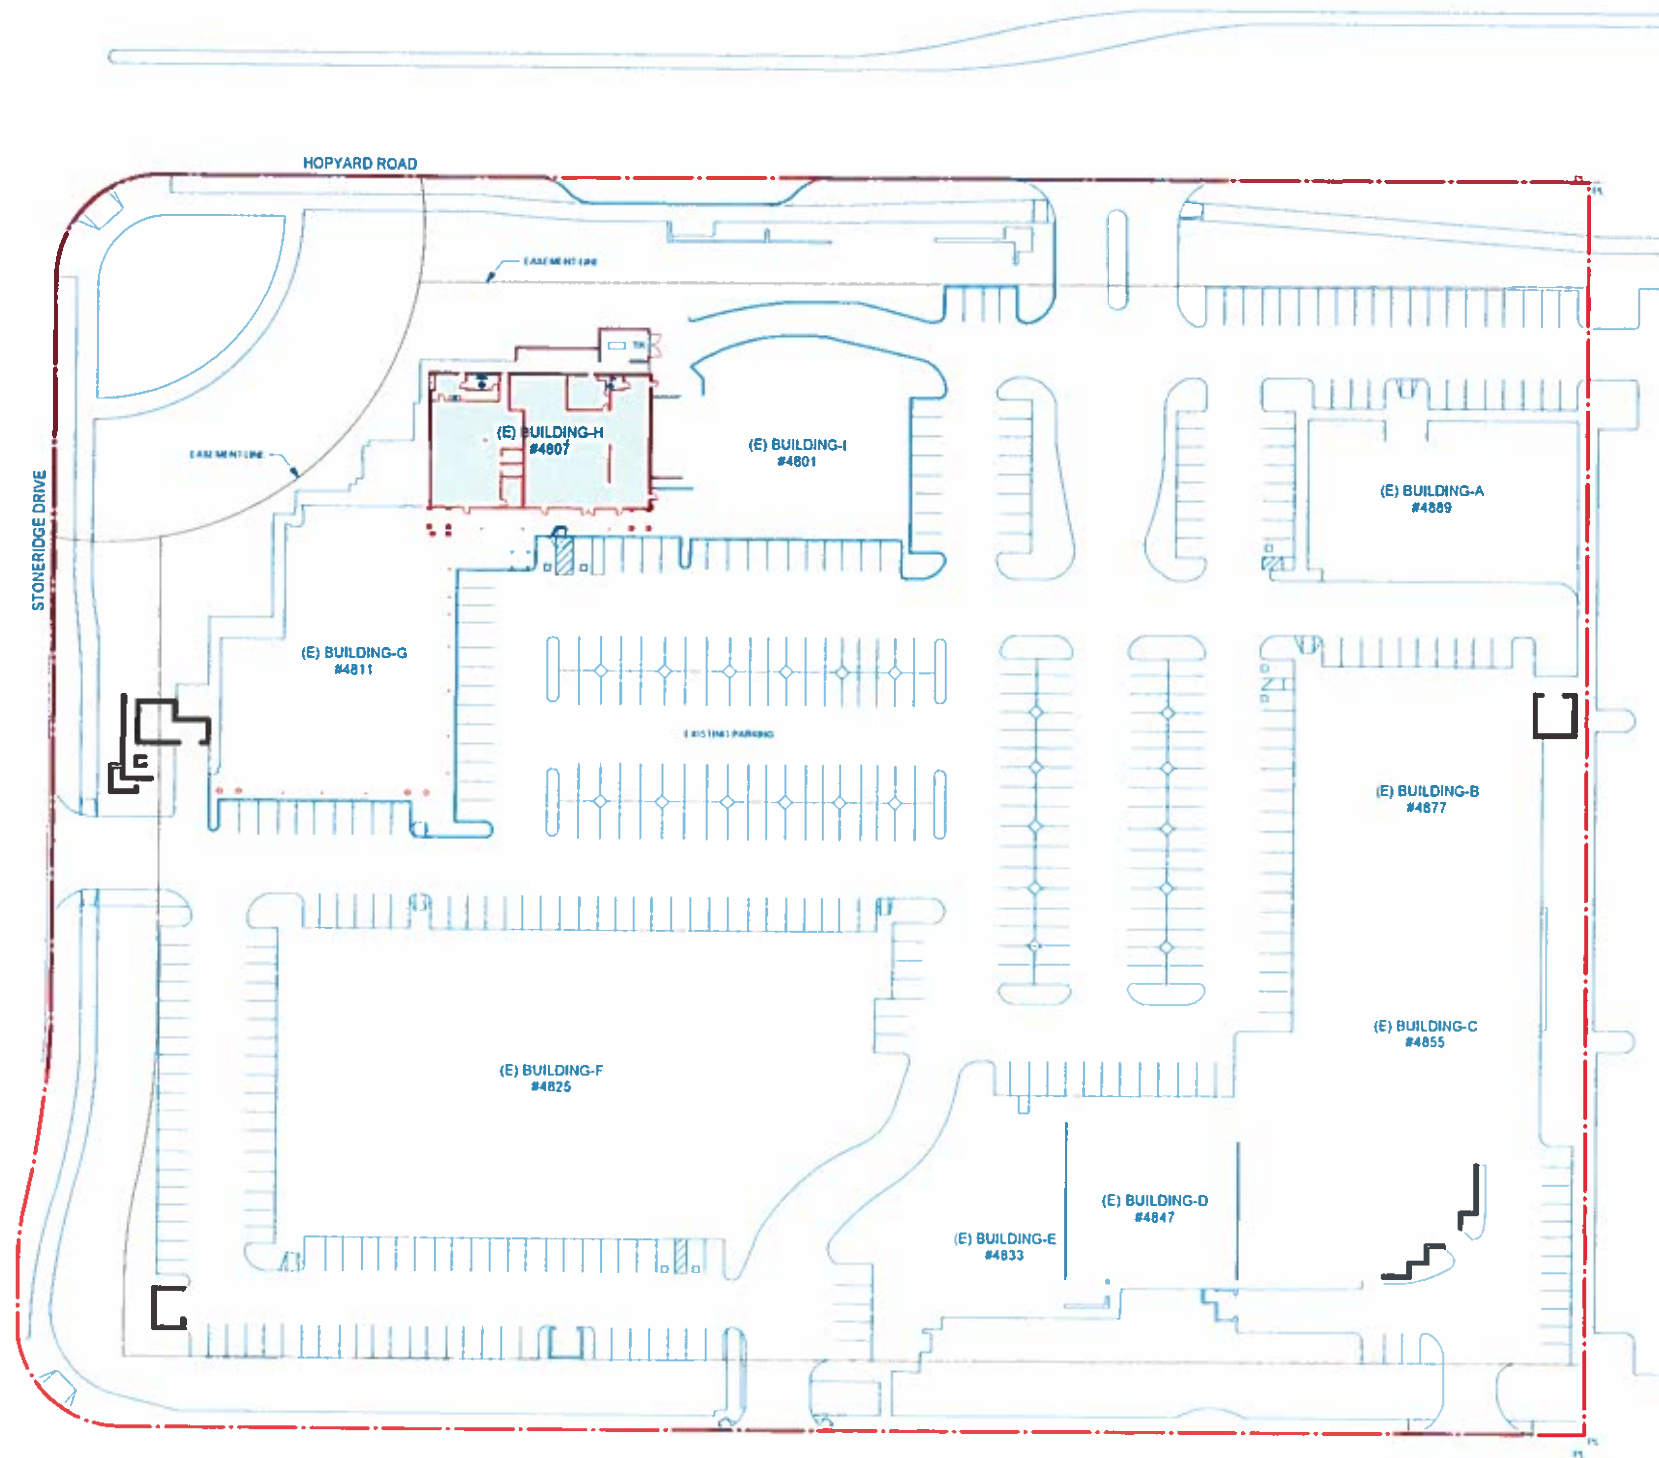 HOPYARD ROAD
EASEMENT LINE
TR
(E) BUILDING-H
#4807
(E) BUILDING-I
#4801
EASEMENT LINE
STONERIDGE DRIVE
(E) BUILDING-A
#4889
(E) BUILDING-G
#4811
EXISTING PARKING
(E) BUILDING-B
#4877
(E) BUILDING-C
#4855
(E) BUILDING-F
#4825
(E) BUILDING-D
#4847
(E) BUILDING-E
#4833